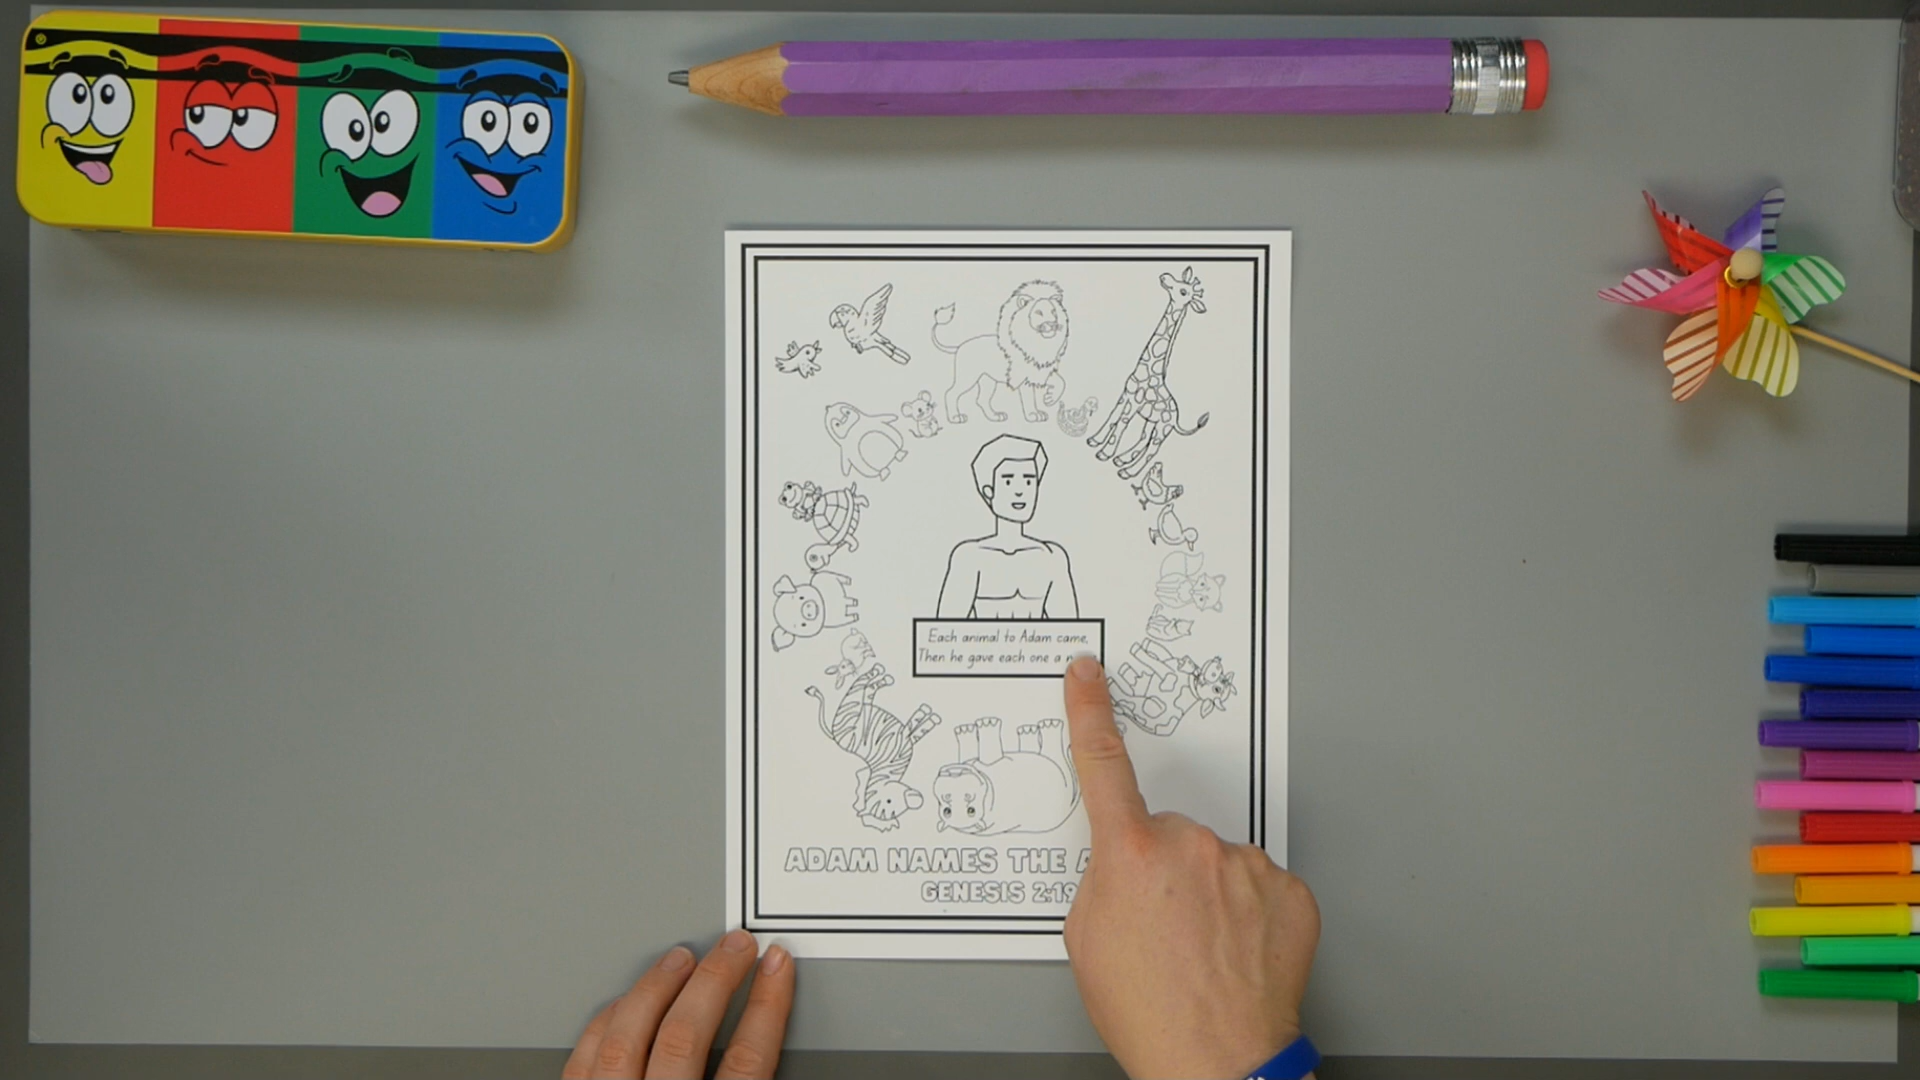 Each animal to Adam came,
Then he gave each one a
ADAM NAMES THE
GENESIS 2:19